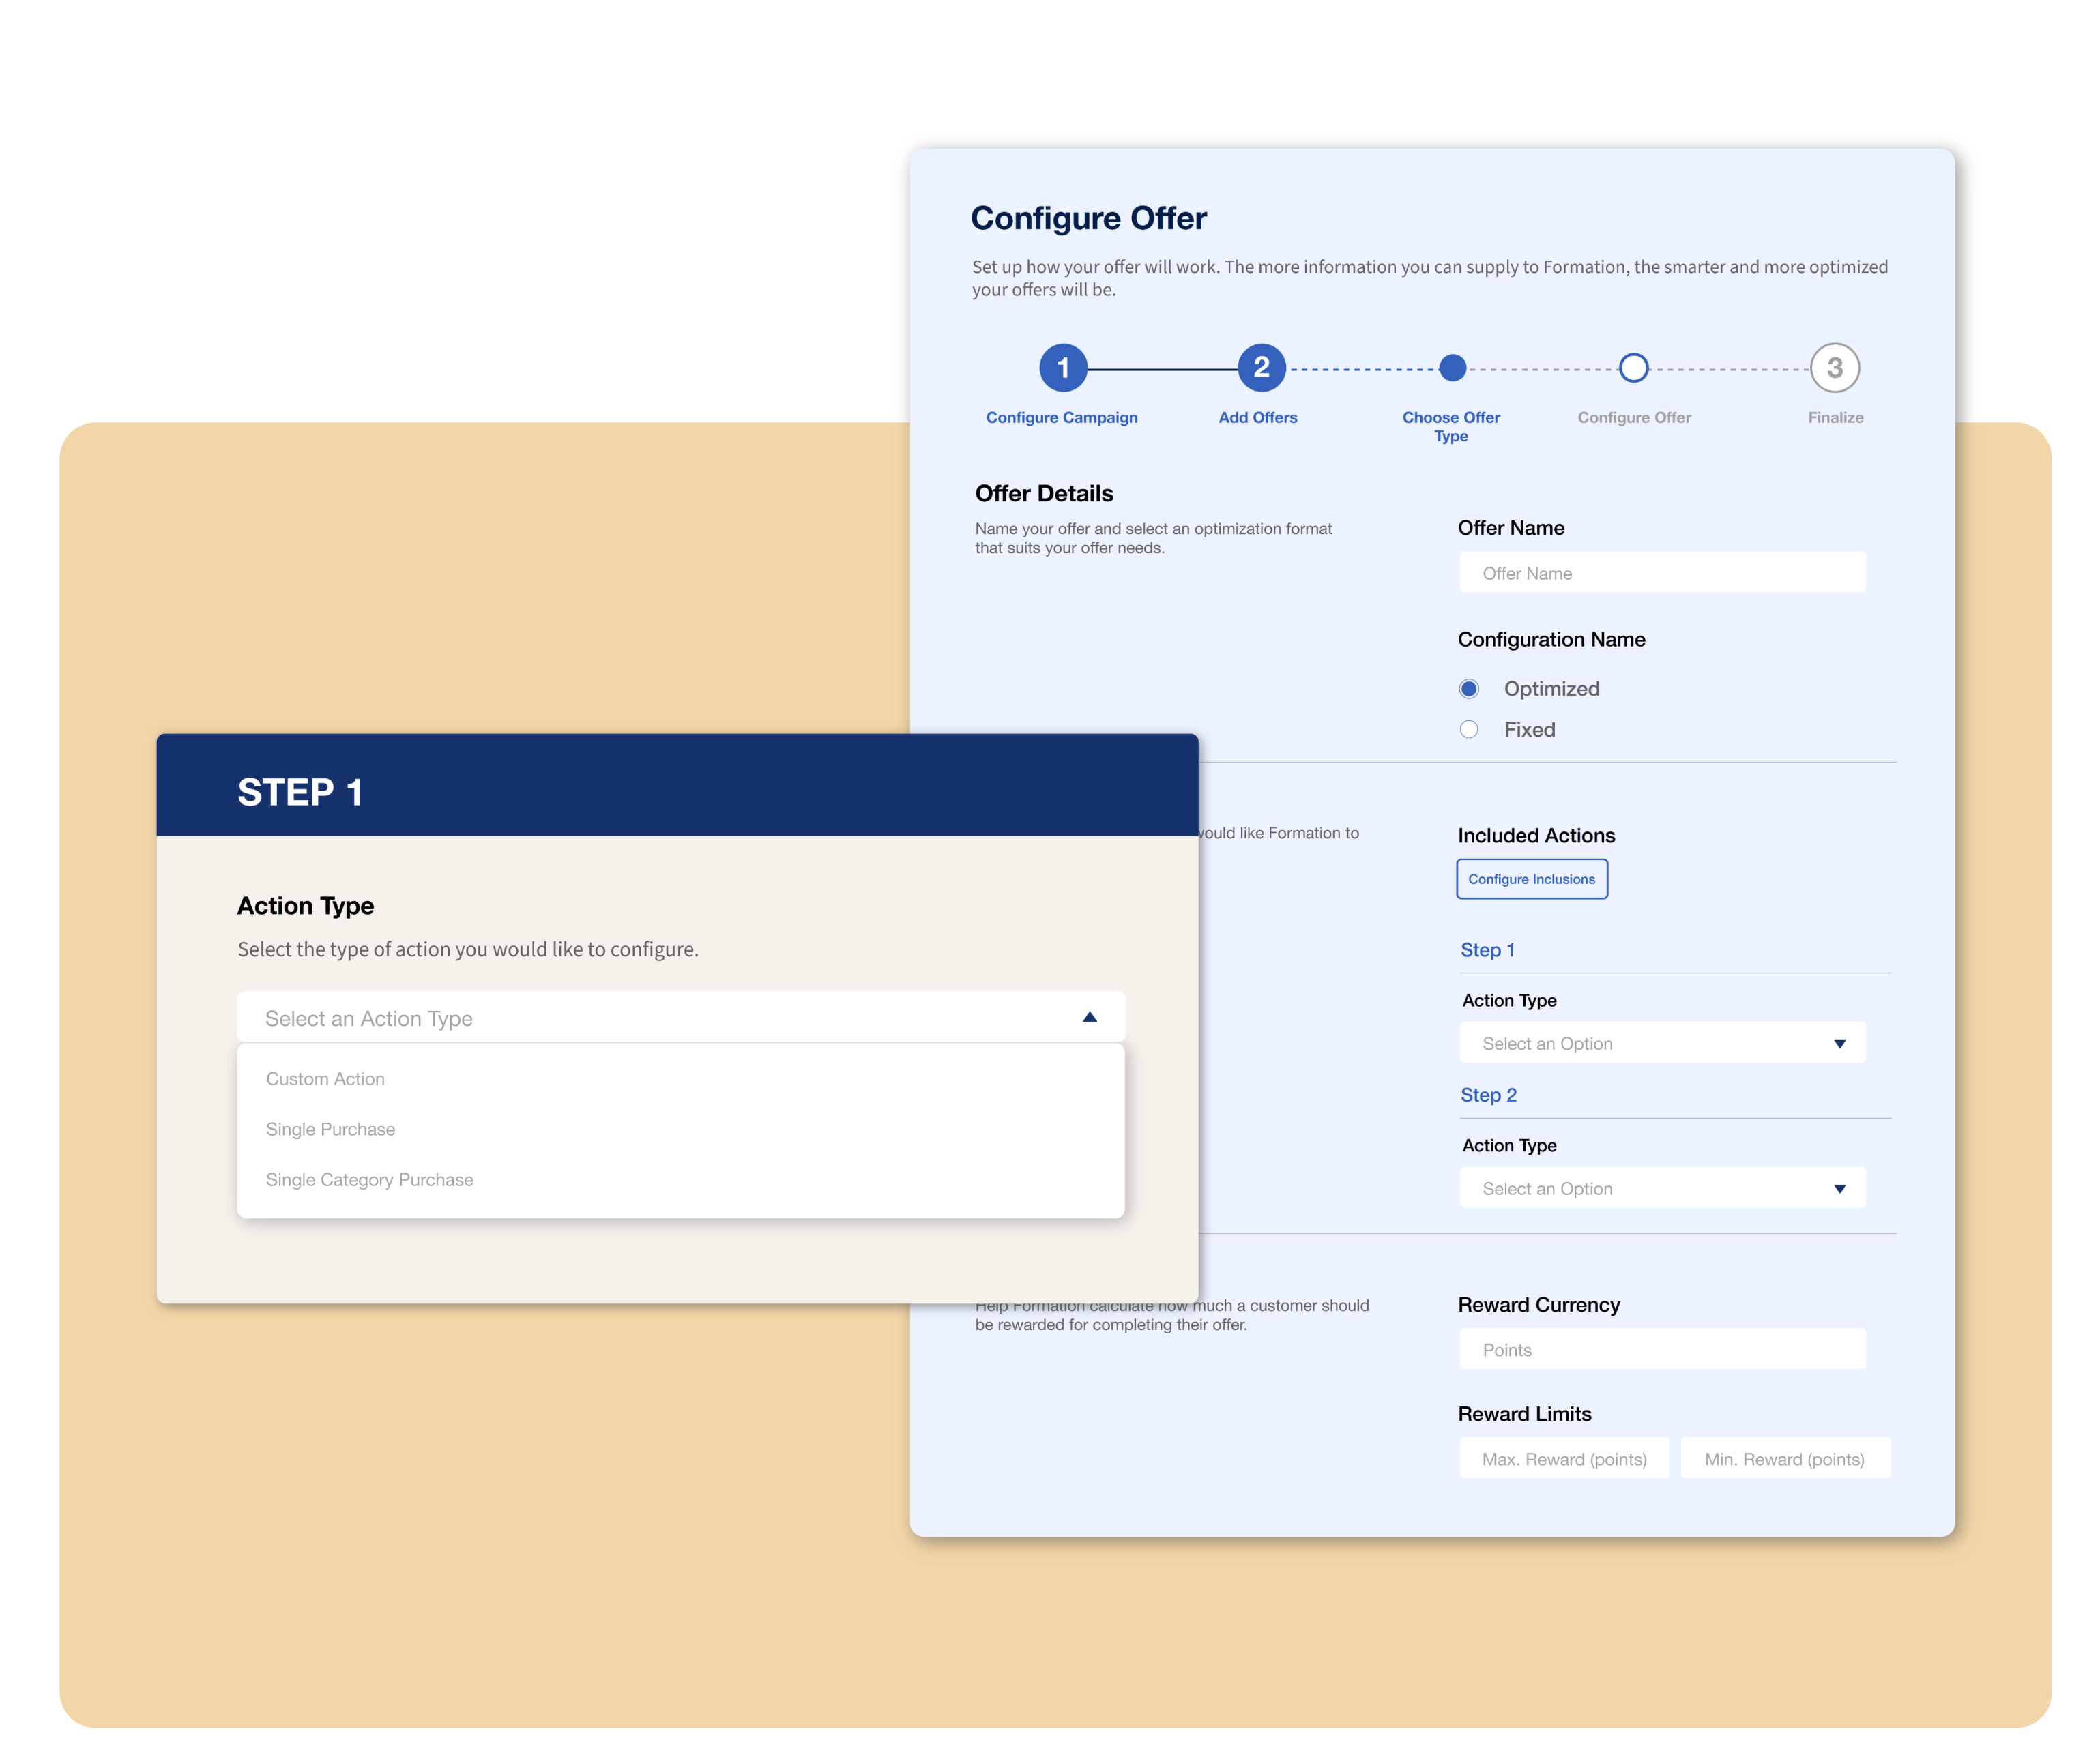 Configure Offer
Set up how your offer will work. The more information you can supply to Formation, the smarter and more optimized
your offers will be.
1
2
3
Configure Campaign
Add Offers
Choose Offer
Type
Configure Offer
Finalize
Offer Details
Name your offer and select an optimization format
that suits your offer needs.
Offer Name
Offer Name
Configuration Name
Optimized
Fixed
would like Formation to
Included Actions
Configure Inclusions
Step 1
Action Type
Select an Option
Step 2
Action Type
Select an Option
Help Formation calculate how much a customer should
be rewarded for completing their offer.
Reward Currency
Points
Reward Limits
Max. Reward (points)
Min. Reward (points)
STEP 1
Action Type
Select the type of action you would like to configure.
Select an Action Type
Custom Action
Single Purchase
Single Category Purchase